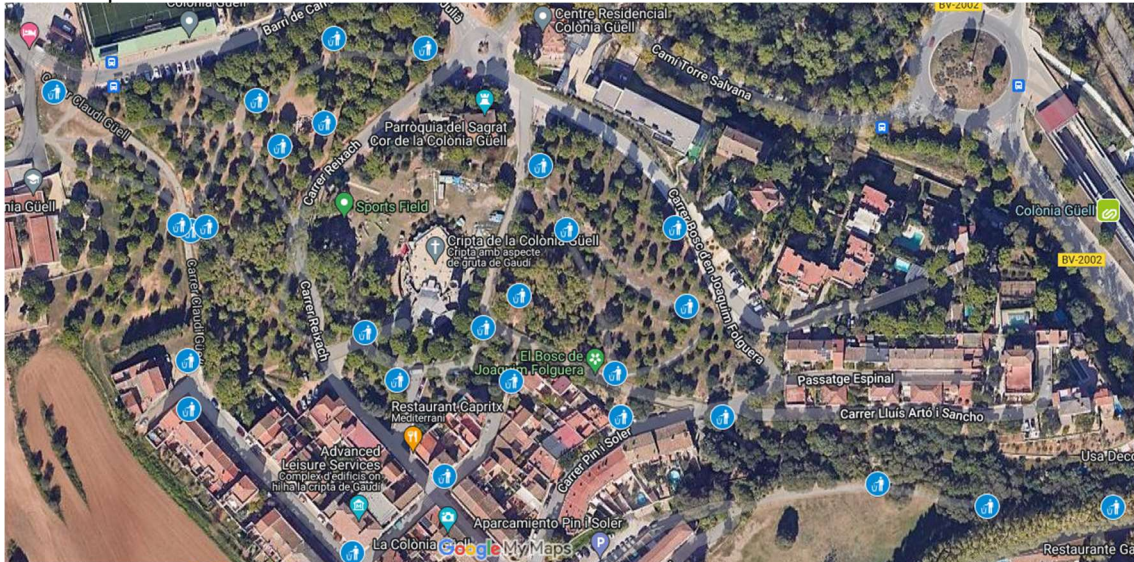 Colònia Güell
Barri de Can
Julià
Centre Residencial
Colònia Güell
BV-2002
Camí Torre Salvana
Carrer Claudi Güell
Parròquia del Sagrat
Cor de la Colònia Güell
Carrer Reixach
Sports Field
nia Güell
Colònia Güell
Cripta de la Colònia Güell
Cripta amb aspecte
de gruta de Gaudí
Carrer Bosc d'en Joaquim Folguera
BV-2002
Carrer Claudi Güell
Carrer Reixach
El Bosc de
Joaquim Folguera
Passatge Espinal
Restaurant Capritx
Mediterrani
Carrer Lluís Artó i Sancho
Advanced
Leisure Services
Complex d'edificis on
hi ha la cripta de Gaudí
Carrer Pin i Soler
Usa Deco
La Colònia
Aparcamiento Pin i Soler
P
Google My Maps
Restaurante Ga